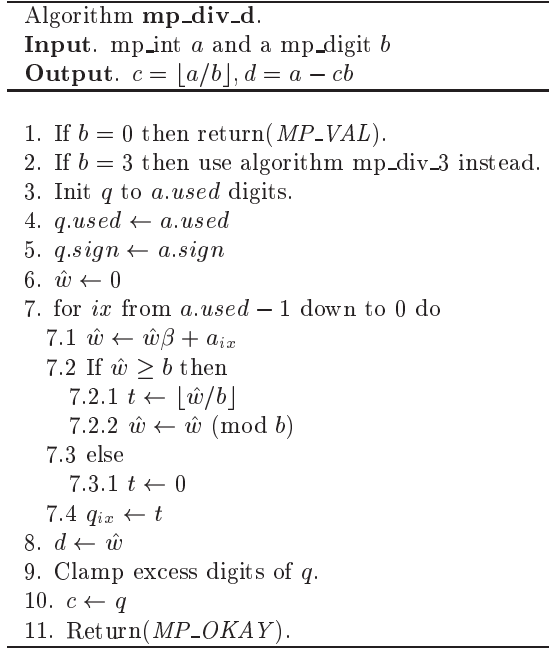 Algorithm mp_div_d.
Input. mp_int a and a mp_digit b
Output. c = ⌊a/b⌋, d = a − cb
1. If b = 0 then return(MP_VAL).
2. If b = 3 then use algorithm mp_div_3 instead.
3. Init q to a.used digits.
4. q.used ← a.used
5. q.sign ← a.sign
6. ŵ ← 0
7. for ix from a.used − 1 down to 0 do
7.1 ŵ ← ŵβ + a_ix
7.2 If ŵ ≥ b then
7.2.1 t ← ⌊ŵ/b⌋
7.2.2 ŵ ← ŵ (mod b)
7.3 else
7.3.1 t ← 0
7.4 q_ix ← t
8. d ← ŵ
9. Clamp excess digits of q.
10. c ← q
11. Return(MP_OKAY).